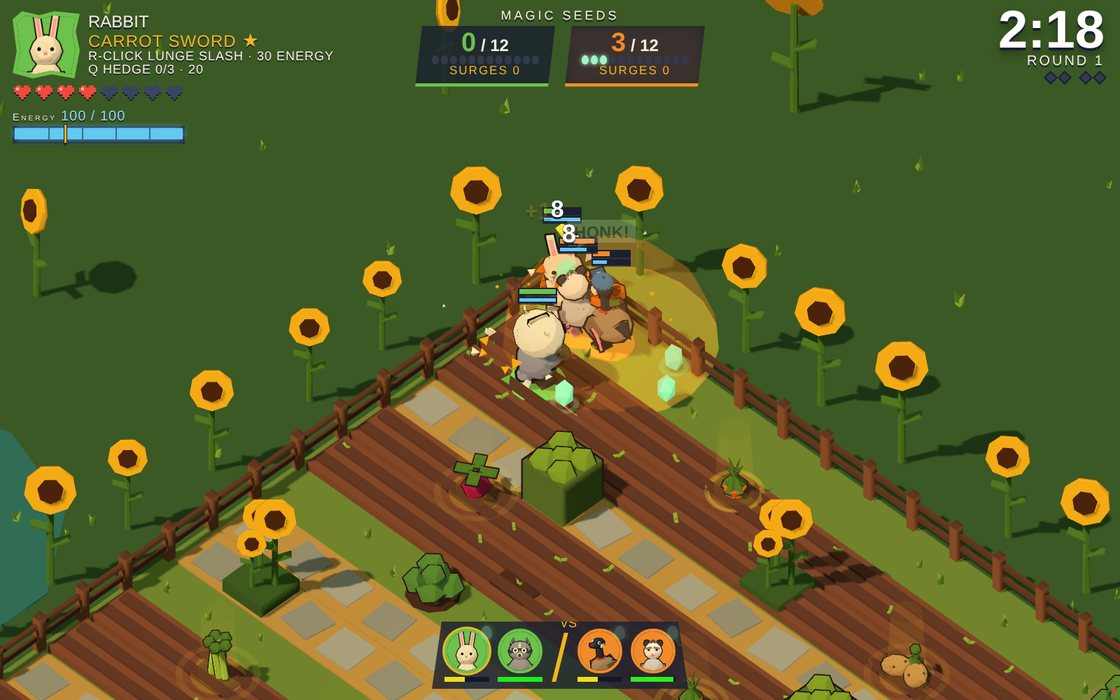 RABBIT
CARROT SWORD ★
R-CLICK LUNGE SLASH · 30 ENERGY
Q HEDGE 0/3 · 20
ENERGY 100 / 100
MAGIC SEEDS
0 / 12
SURGES 0
3 / 12
SURGES 0
2:18
ROUND 1
8
8
HONK!
VS